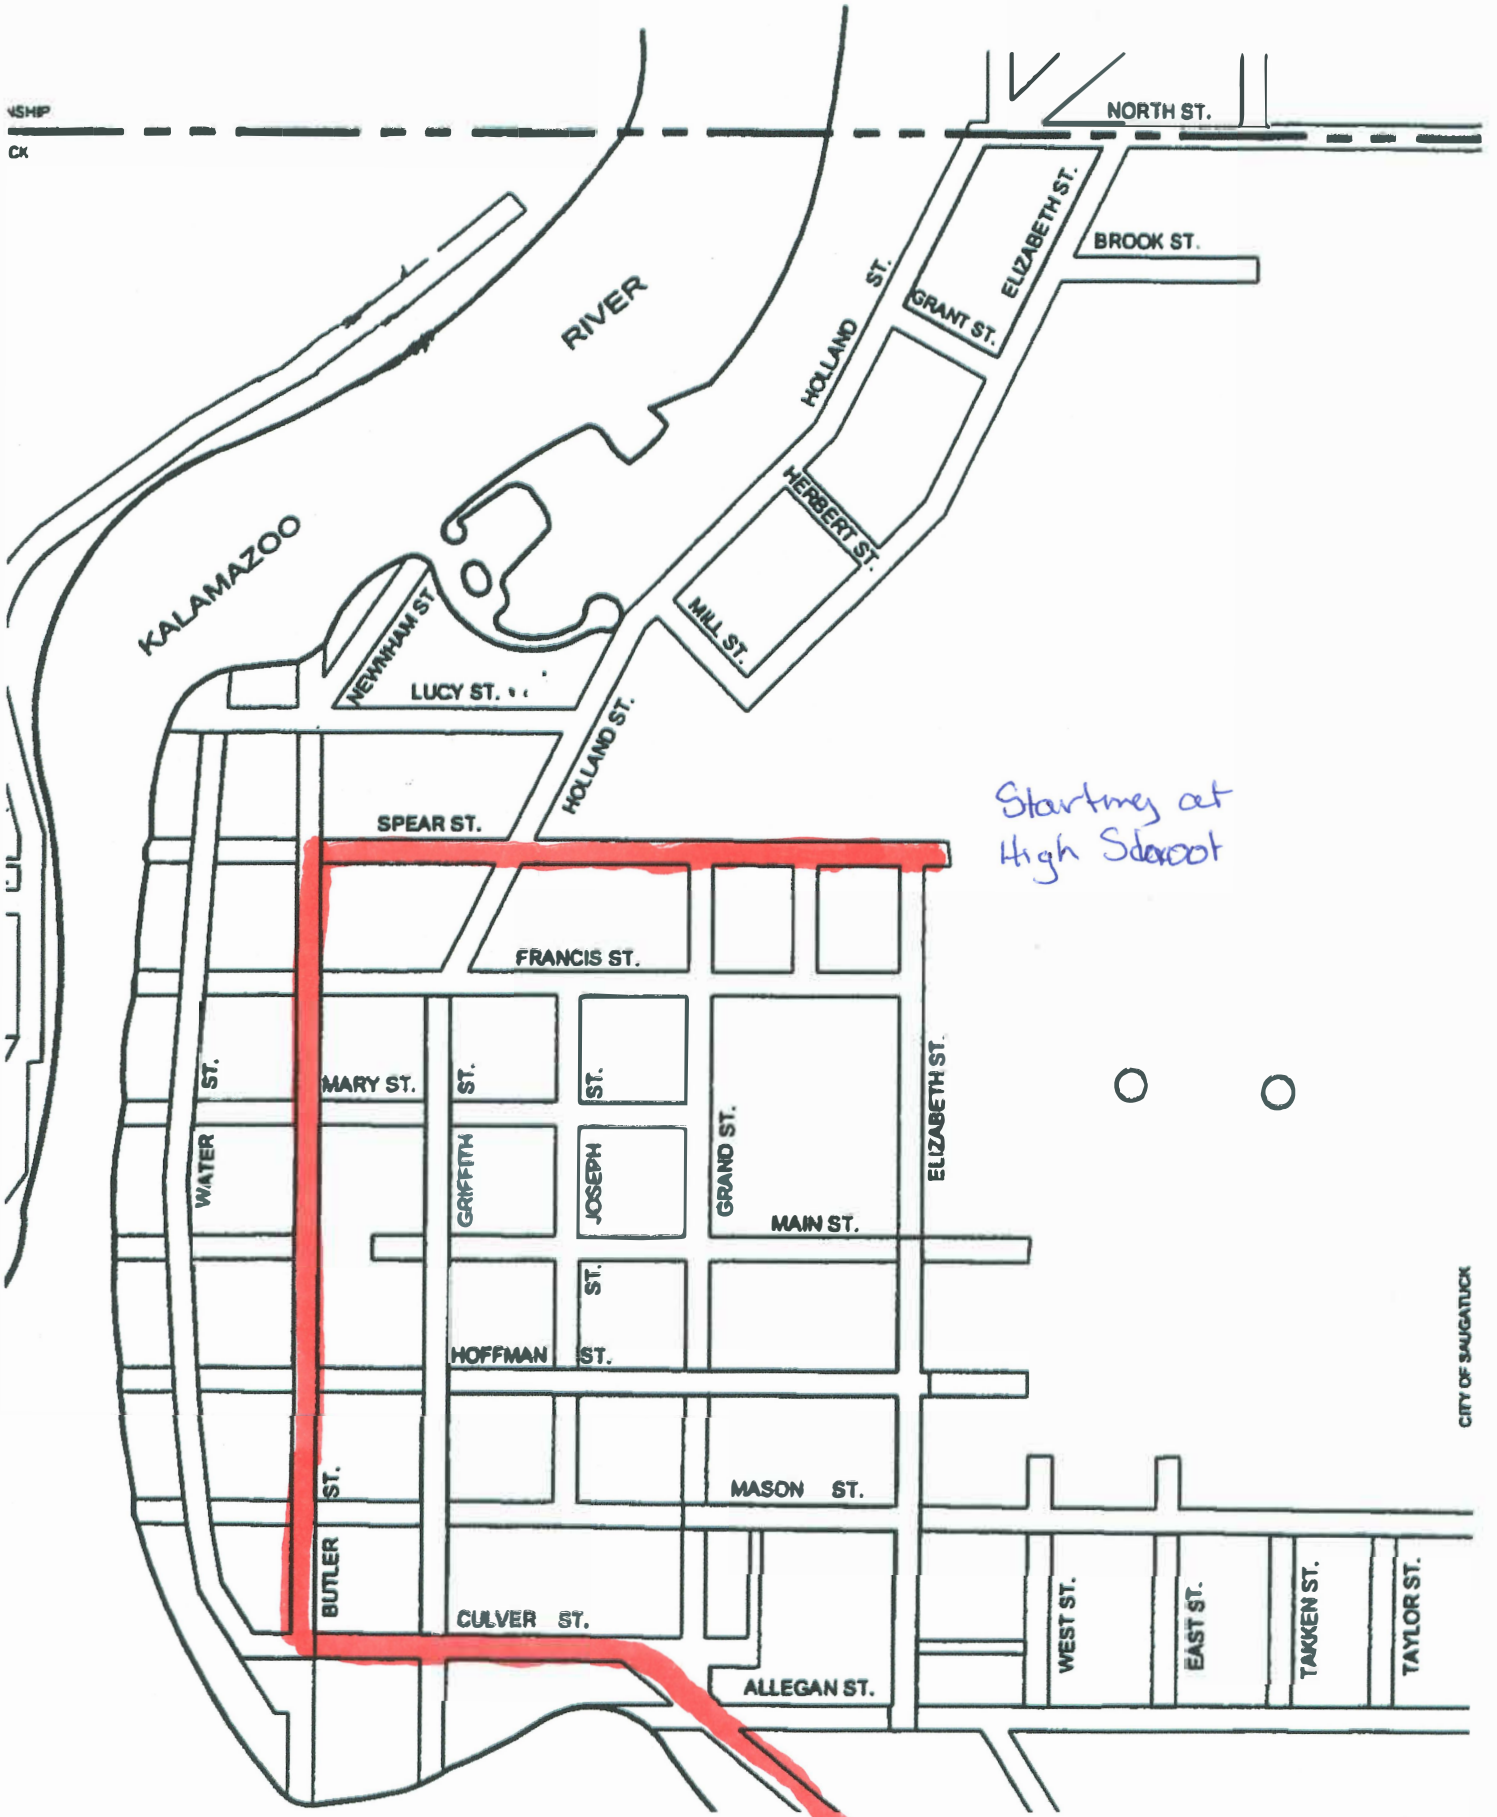 NSHIP
CK
NORTH ST.
ELIZABETH ST.
BROOK ST.
GRANT ST.
HOLLAND ST.
RIVER
KALAMAZOO
HERBERT ST.
MILL ST.
NEWNHAM ST
LUCY ST.
HOLLAND ST.
SPEAR ST.
Starting at
High School
FRANCIS ST.
WATER ST.
MARY ST.
GRIFFITH ST.
JOSEPH ST.
GRAND ST.
ELIZABETH ST.
MAIN ST.
ST.
HOFFMAN ST.
CITY OF SAUGATUCK
BUTLER ST.
MASON ST.
CULVER ST.
WEST ST.
EAST ST.
TAKKEN ST.
TAYLOR ST.
ALLEGAN ST.